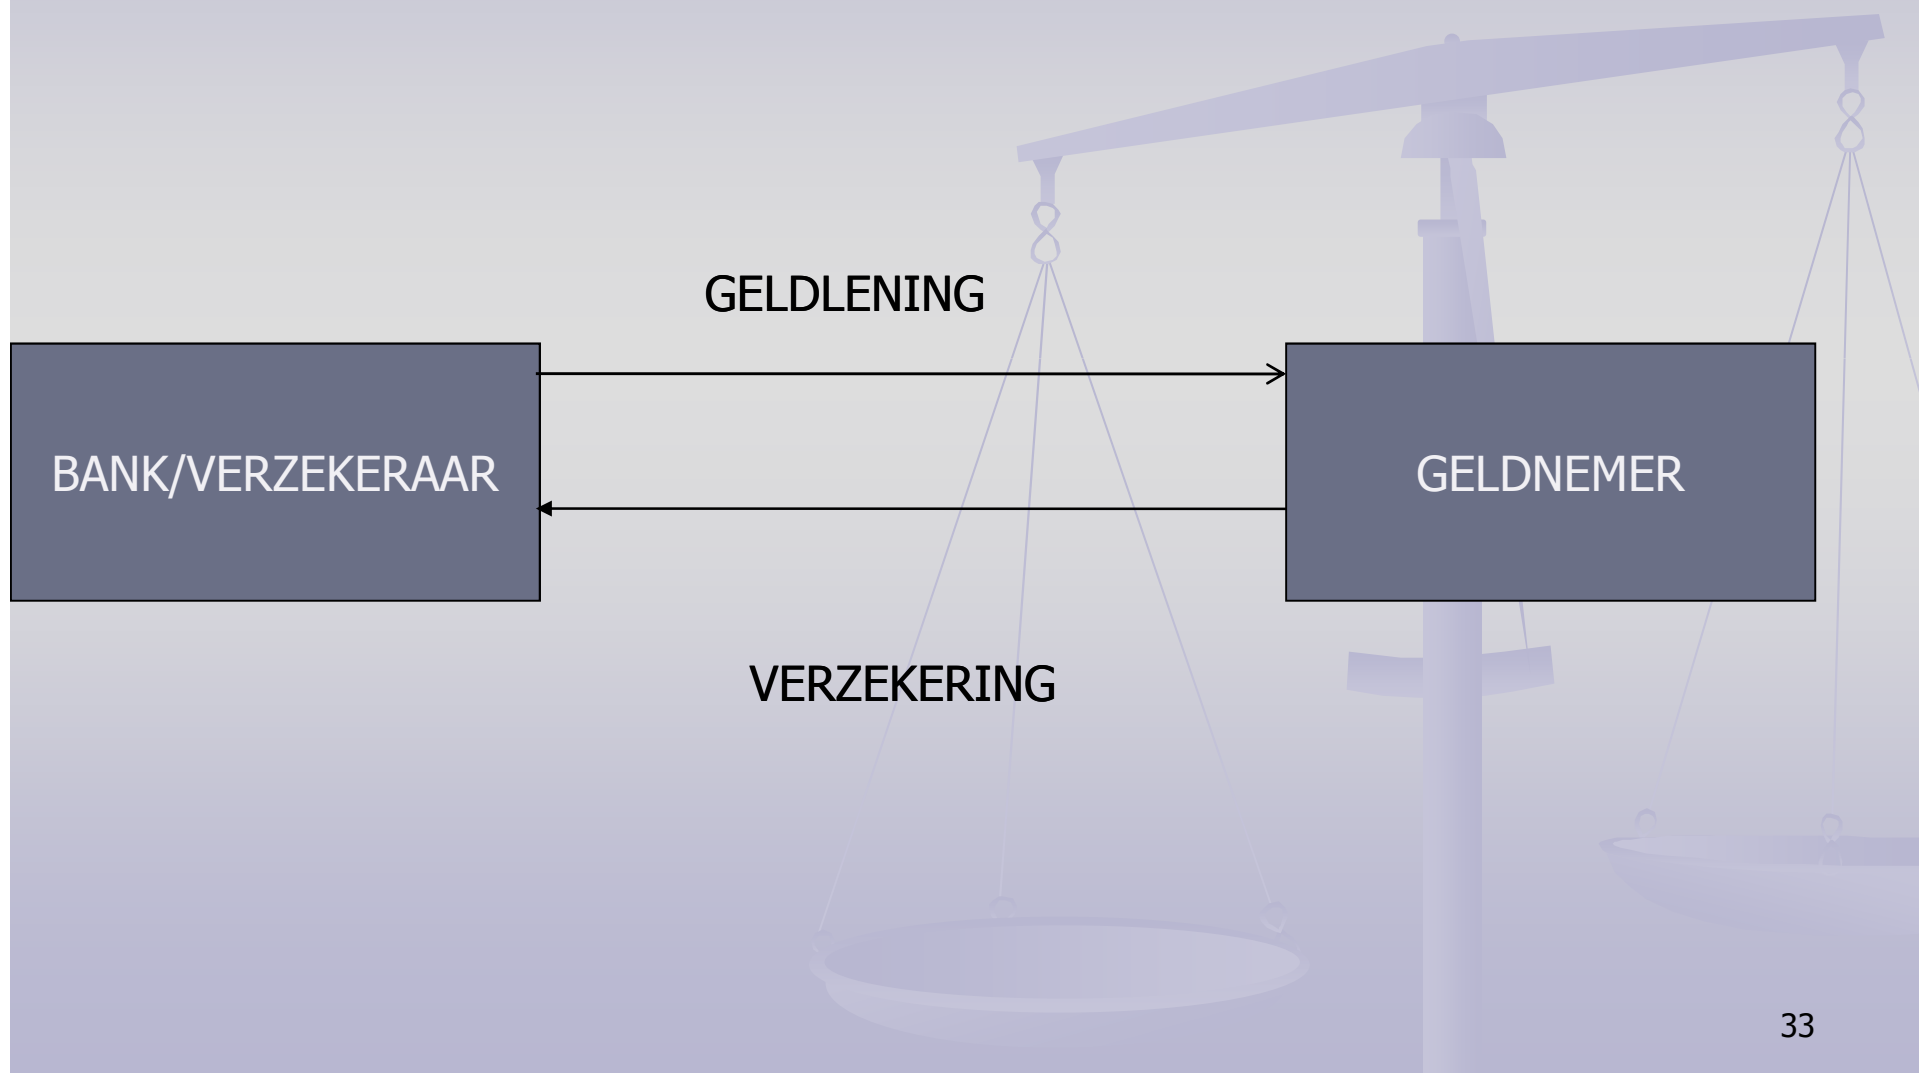 GELDLENING
BANK/VERZEKERAAR
GELDNEMER
VERZEKERING
33